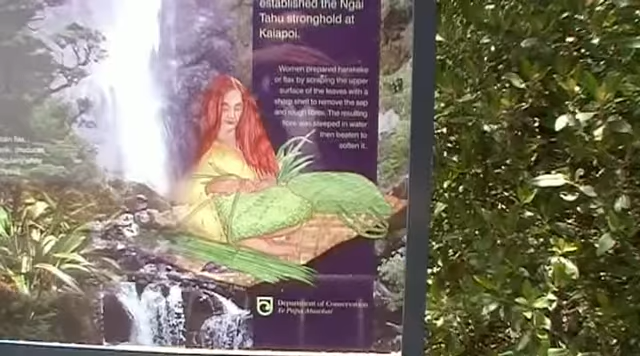 established the Ngai
Tahu stronghold at
Kaiapoi.
Women prepared harakeke
or flax by scraping the upper
surface of the leaves with a
sharp shell to remove the sap
and rough fibres. The resulting
fibre was steeped in water
then beaten to
soften it.
Department of Conservation
Te Papa Atawhai